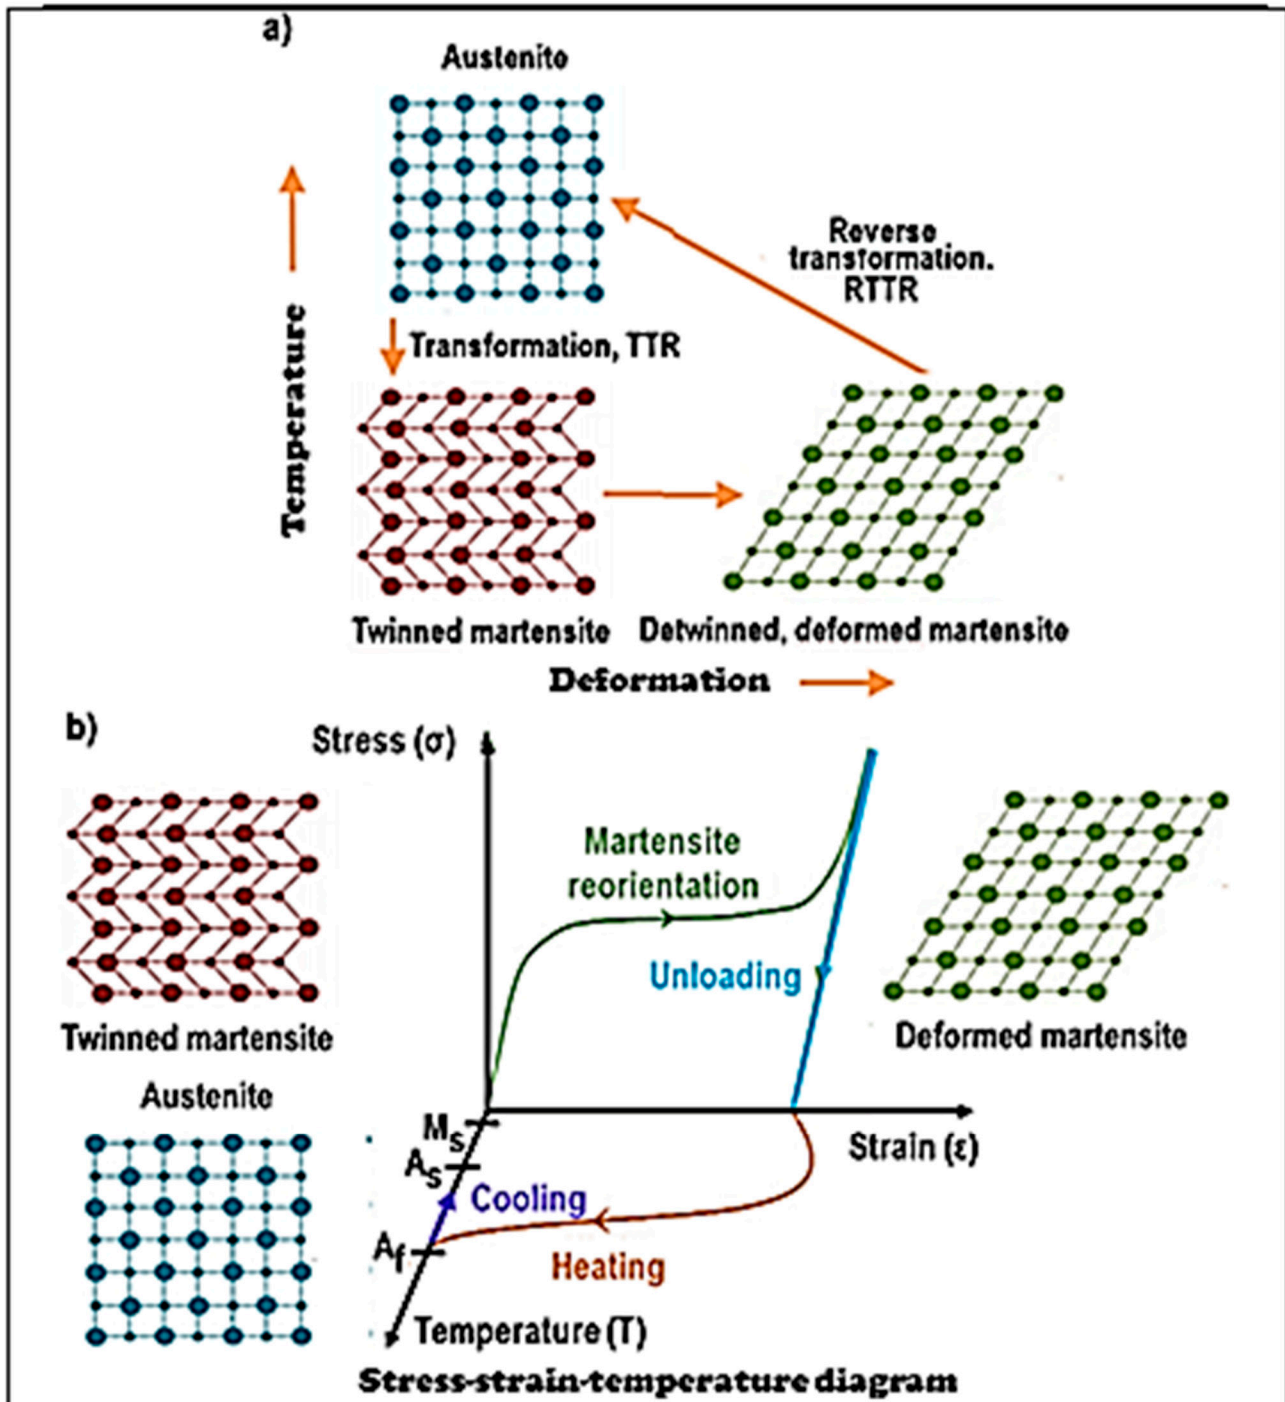 a)
Austenite
Reverse
transformation.
RTTR
Temperature
Transformation, TTR
Twinned martensite
Detwinned, deformed martensite
Deformation
b)
Stress (σ)
Martensite
reorientation
Unloading
Twinned martensite
Deformed martensite
Austenite
Ms
As
Af
Cooling
Heating
Strain (ε)
Temperature (T)
Stress-strain-temperature diagram